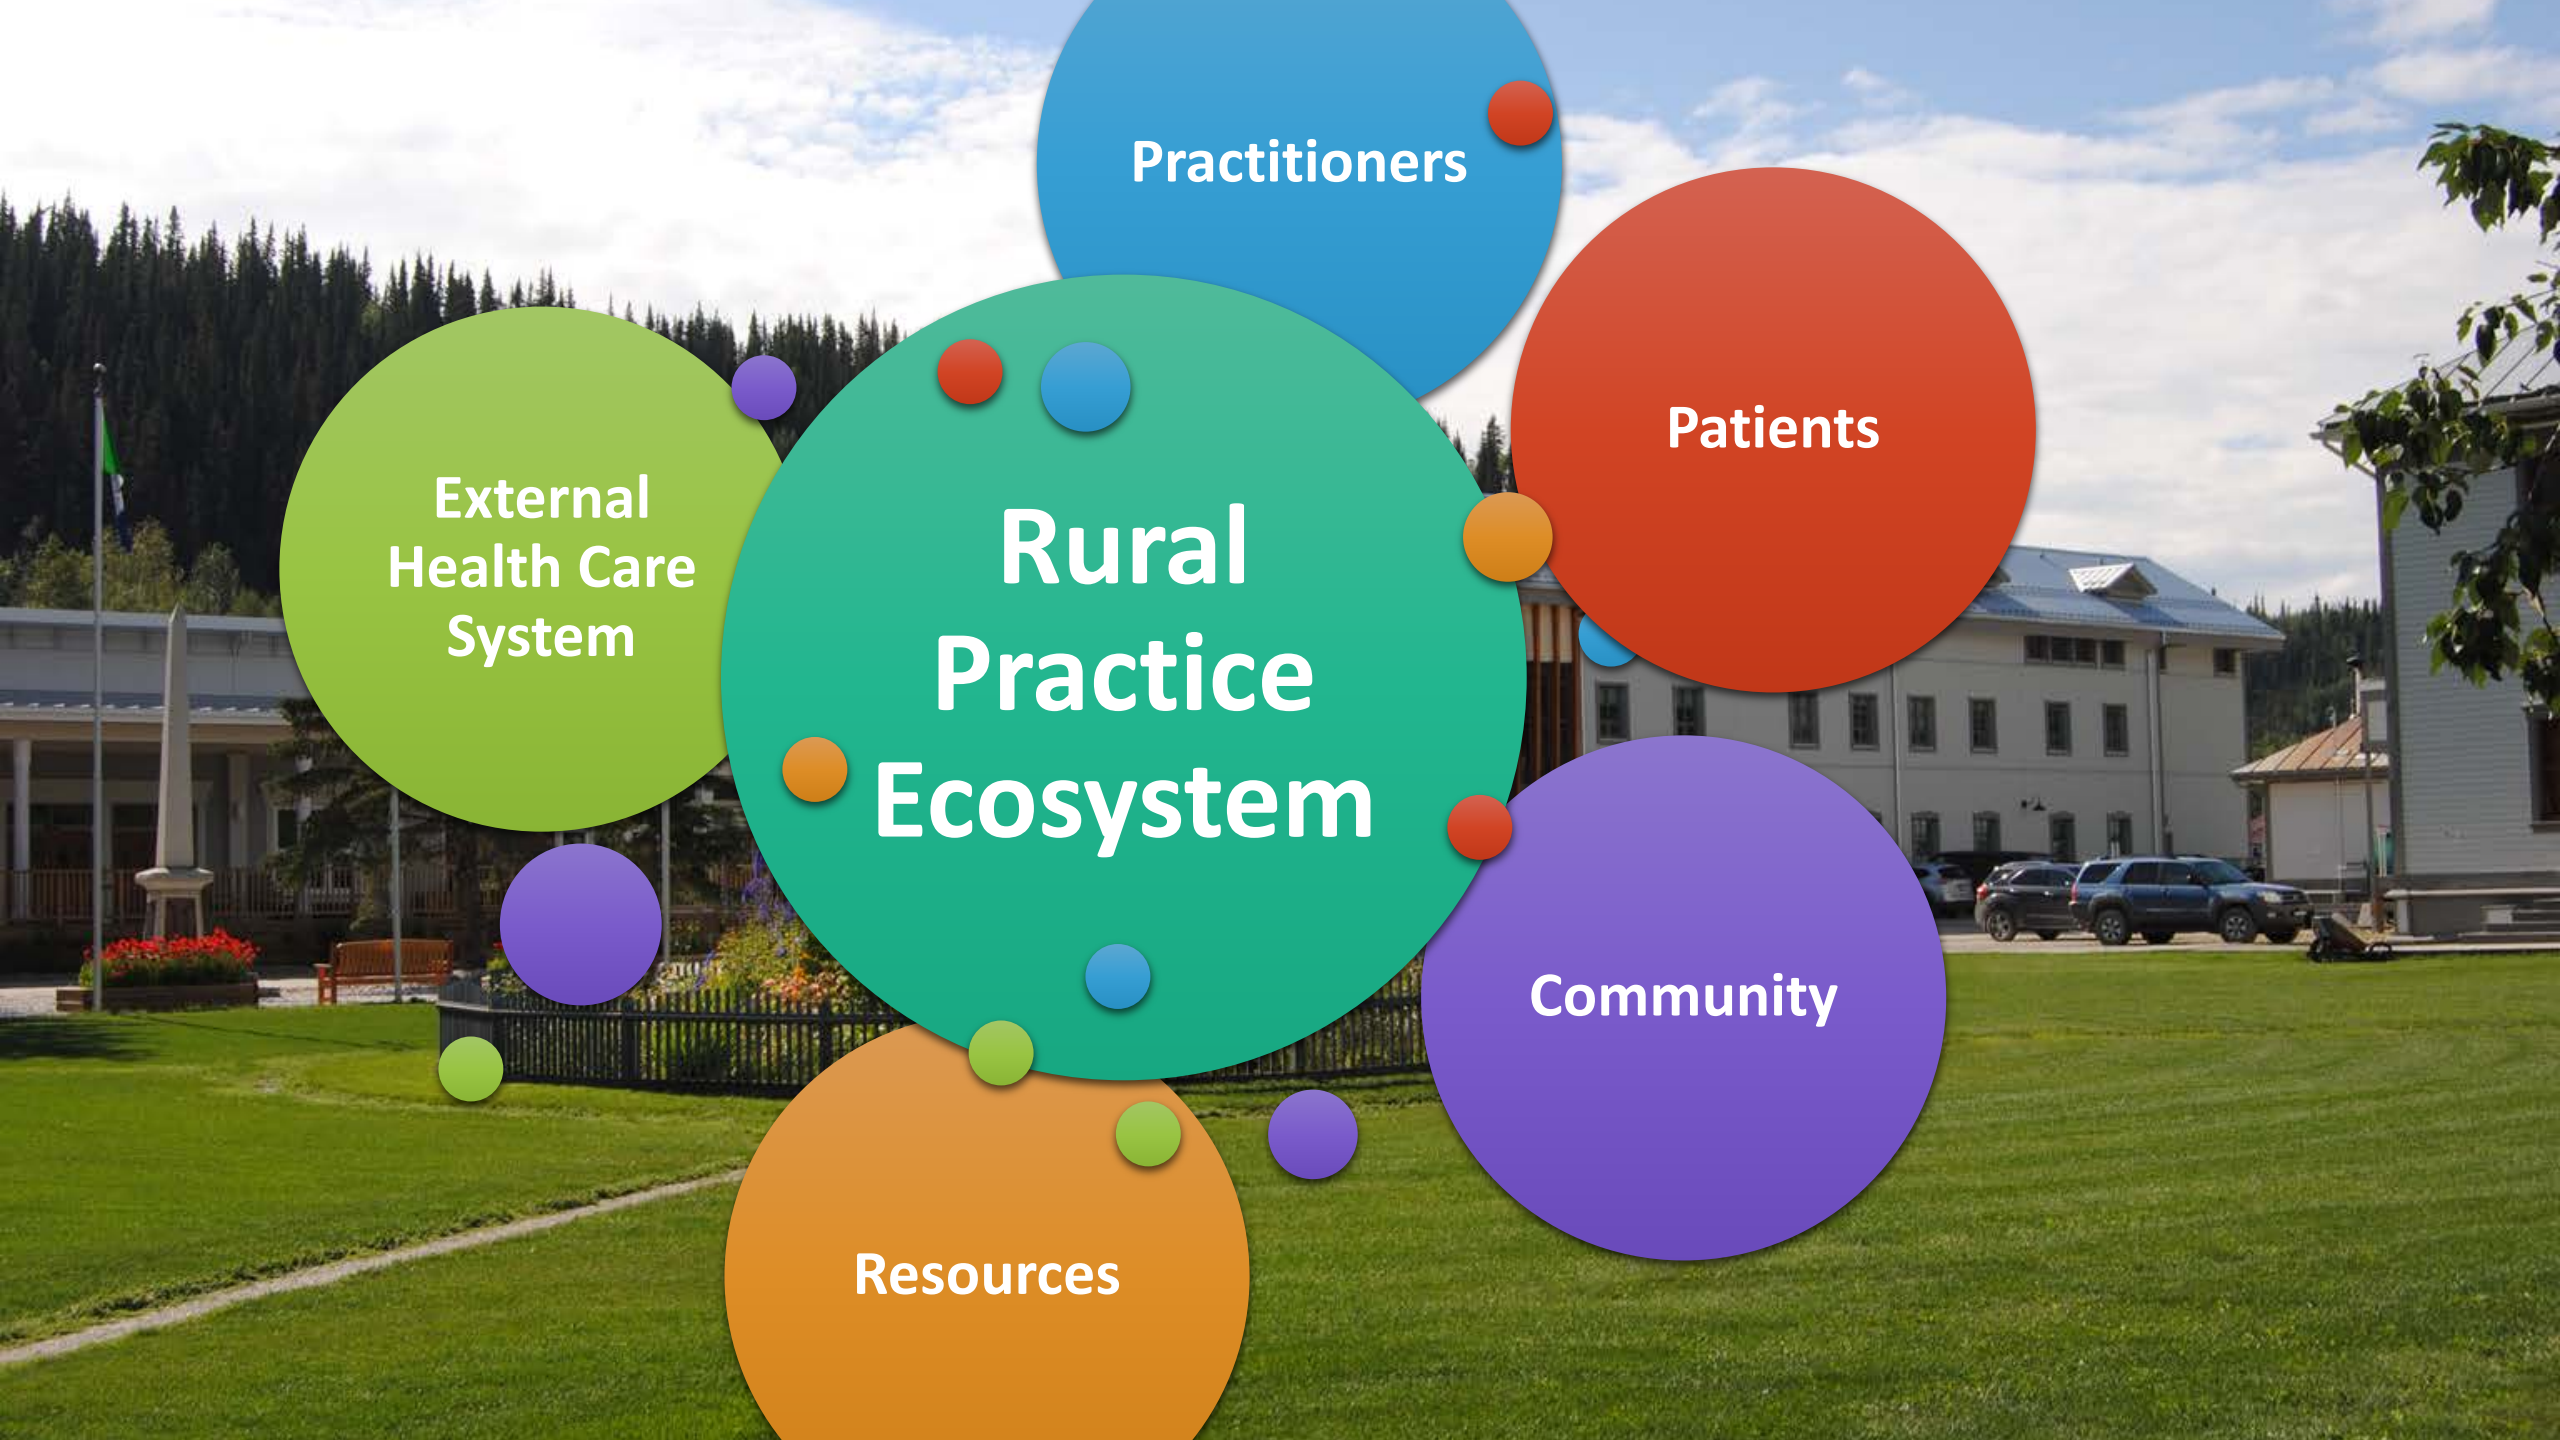 Practitioners
Patients
External
Health Care
System
Rural
Practice
Ecosystem
Community
Resources